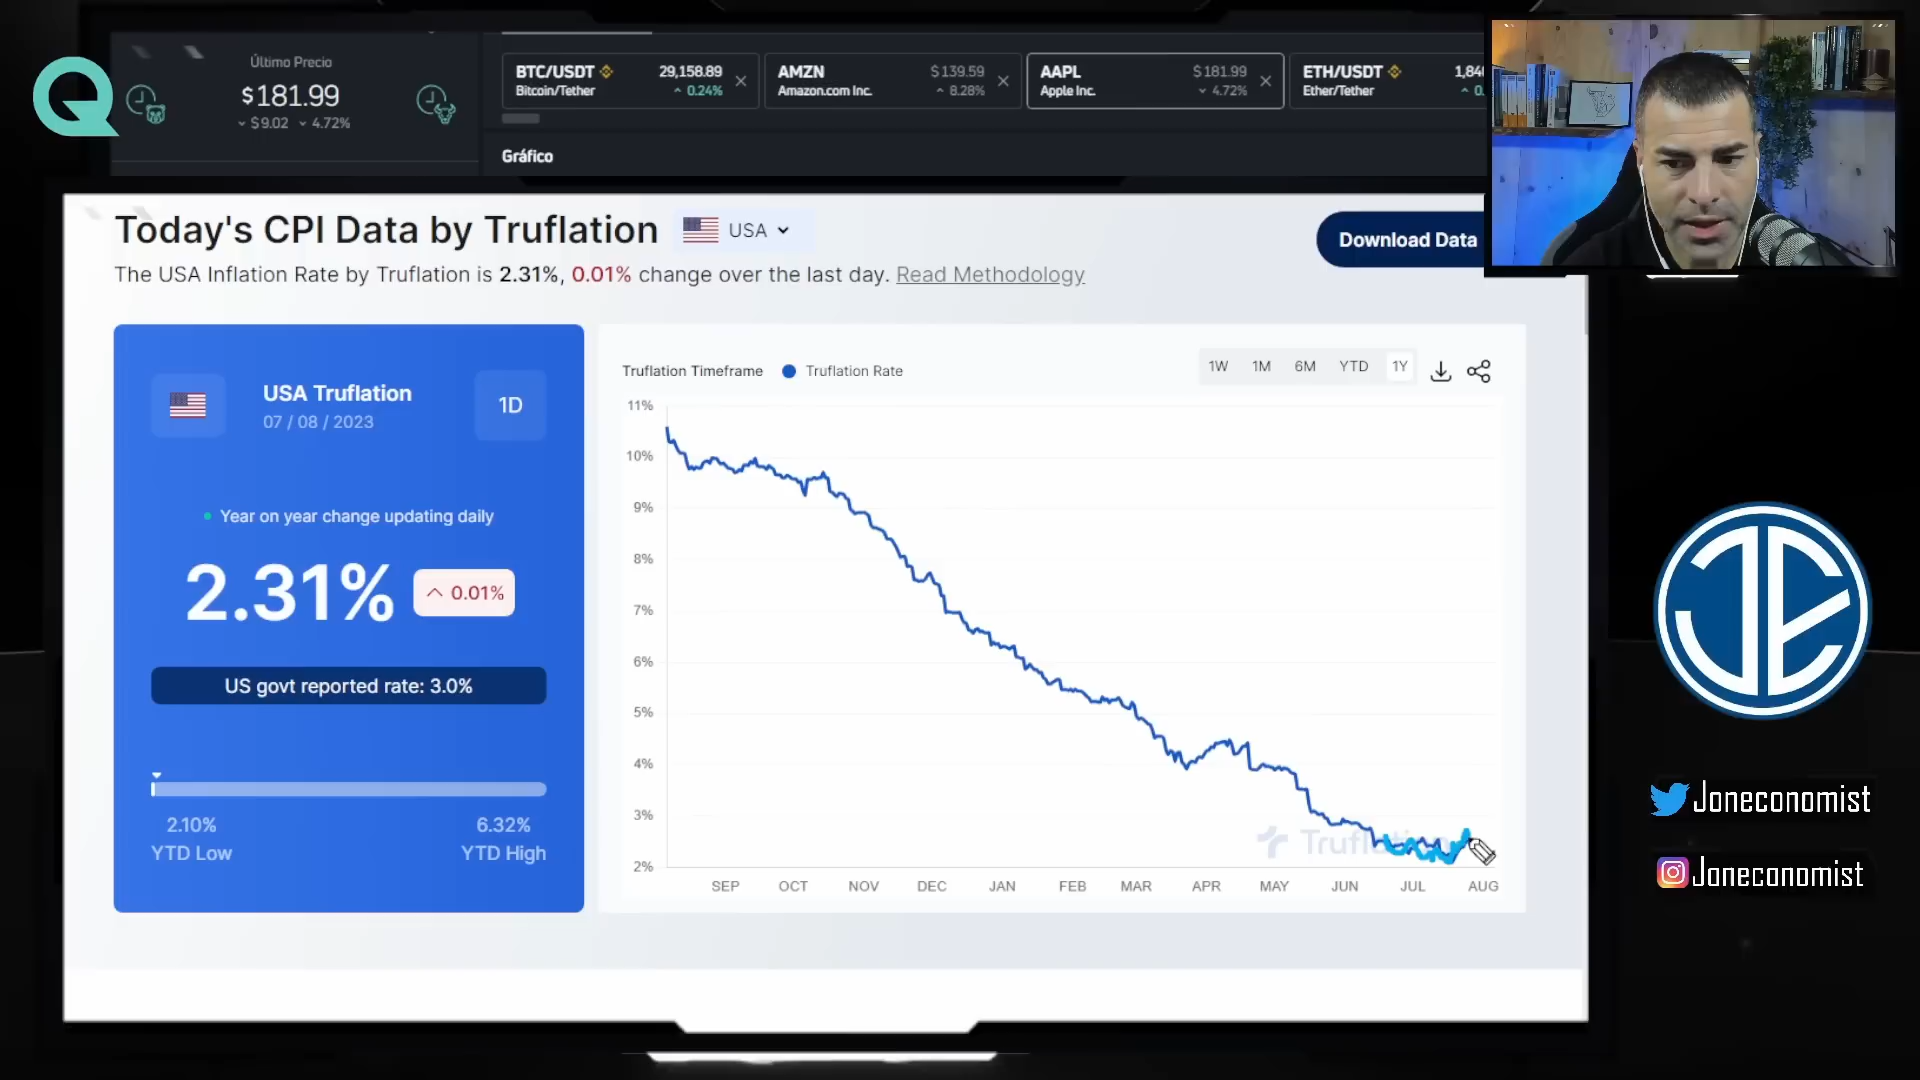 Último Precio
$181.99
$9.02 4.72%
BTC/USDT 29,158.89
Bitcoin/Tether 0.24%
AMZN $139.59
Amazon.com Inc. 8.28%
AAPL $181.99
Apple Inc. 4.72%
ETH/USDT
Ether/Tether
Gráfico
Today's CPI Data by Truflation USA
The USA Inflation Rate by Truflation is 2.31%, 0.01% change over the last day. Read Methodology
Download Data
USA Truflation
07 / 08 / 2023
1D
Year on year change updating daily
2.31% 0.01%
US govt reported rate: 3.0%
2.10% 6.32%
YTD Low YTD High
Truflation Timeframe Truflation Rate
1W 1M 6M YTD 1Y
11%
10%
9%
8%
7%
6%
5%
4%
3%
2%
SEP OCT NOV DEC JAN FEB MAR APR MAY JUN JUL AUG
JE
Joneconomist
Joneconomist